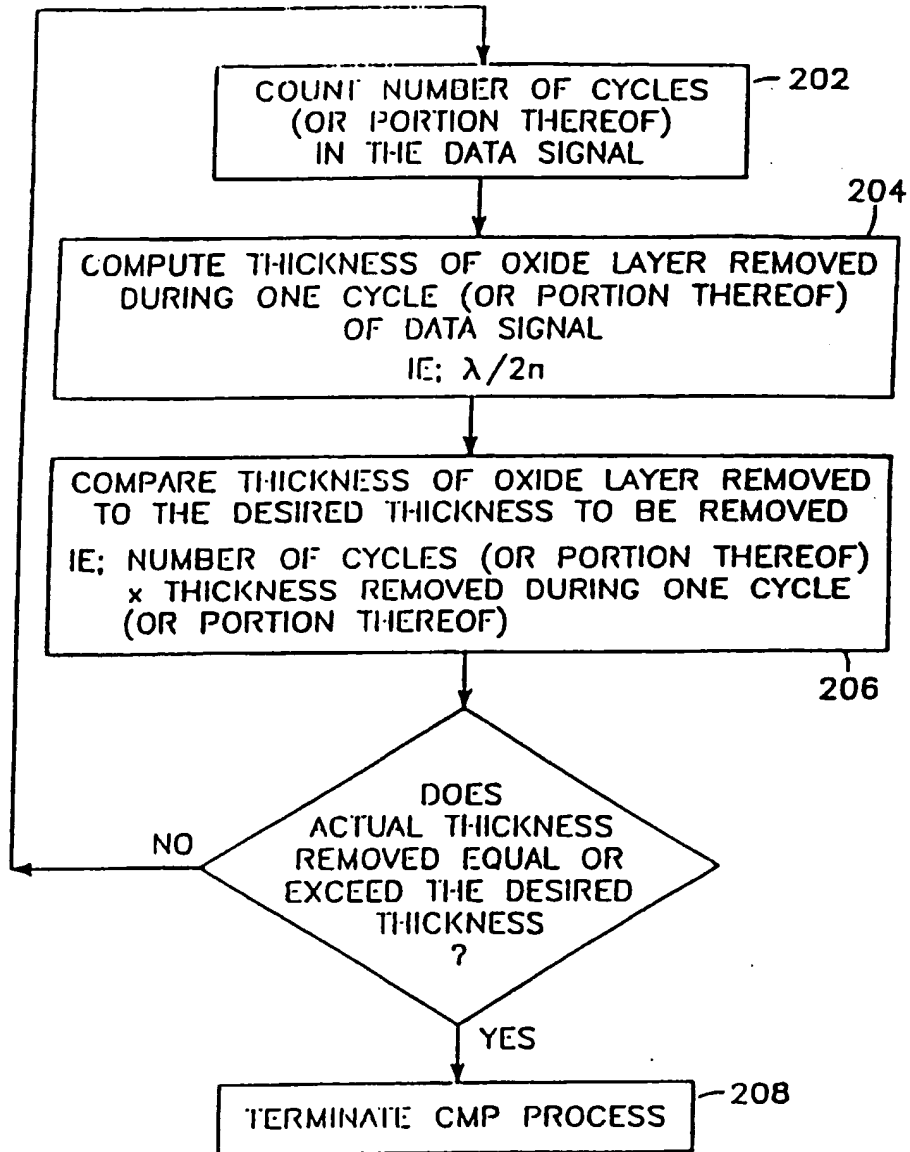 COUNT NUMBER OF CYCLES
(OR PORTION THEREOF)
IN THE DATA SIGNAL
202
204
COMPUTE THICKNESS OF OXIDE LAYER REMOVED
DURING ONE CYCLE (OR PORTION THEREOF)
OF DATA SIGNAL
IE; λ/2n
COMPARE THICKNESS OF OXIDE LAYER REMOVED
TO THE DESIRED THICKNESS TO BE REMOVED
IE; NUMBER OF CYCLES (OR PORTION THEREOF)
x THICKNESS REMOVED DURING ONE CYCLE
(OR PORTION THEREOF)
206
DOES
ACTUAL THICKNESS
REMOVED EQUAL OR
EXCEED THE DESIRED
THICKNESS
?
NO
YES
TERMINATE CMP PROCESS
208